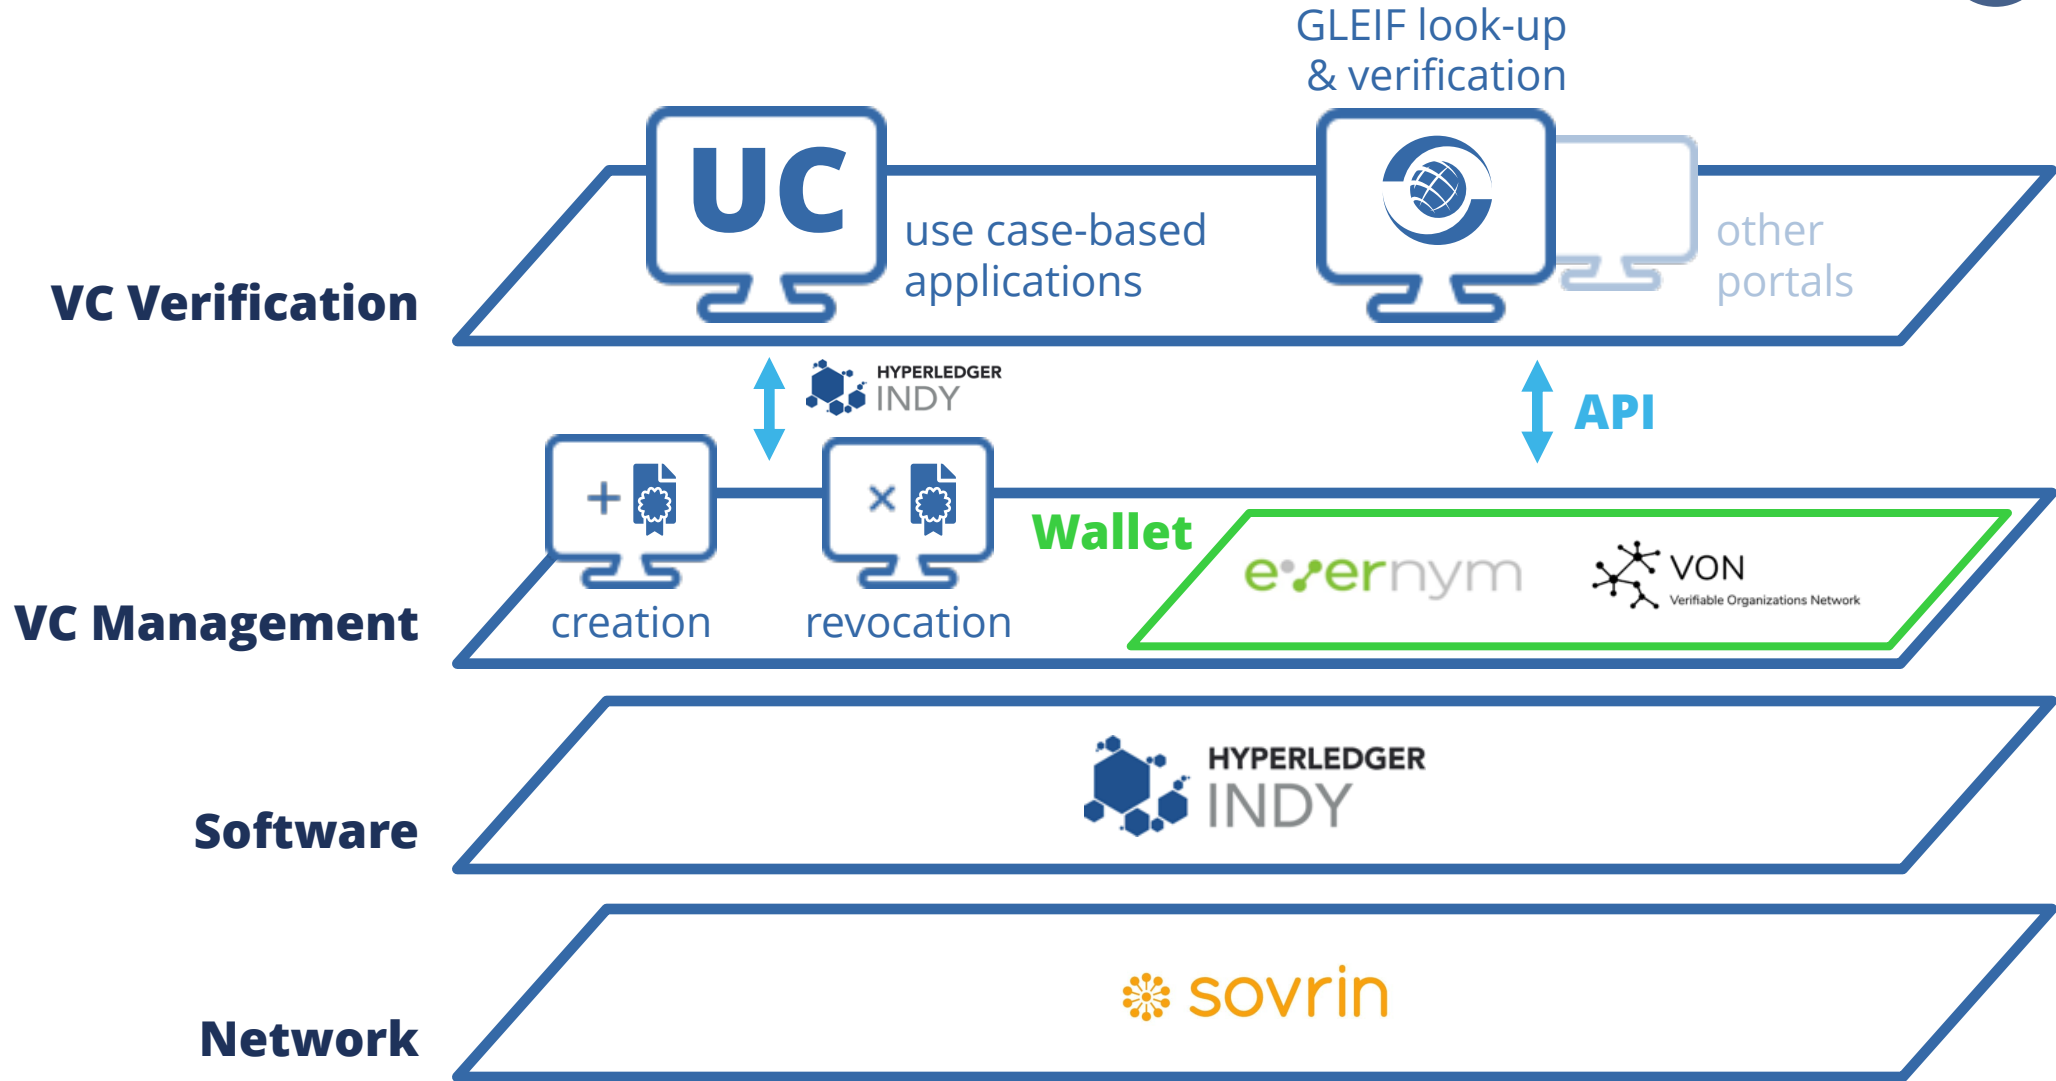 GLEIF look-up
& verification
UC
use case-based
applications
other
portals
VC Verification
HYPERLEDGER
INDY
API
Wallet
evernym
VON
Verifiable Organizations Network
creation
revocation
VC Management
HYPERLEDGER
INDY
Software
sovrin
Network